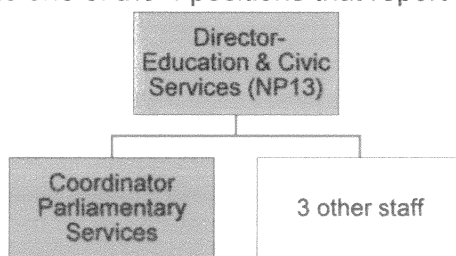 Director-
Education & Civic
Services (NP13)
Coordinator
Parliamentary
Services
3 other staff